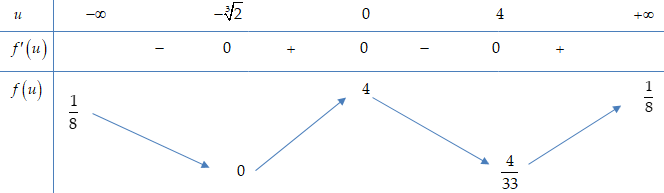 u −∞ −∛2 0 4 +∞
f′(u) − 0 + 0 − 0 +
f(u) 1/8 0 4 4/33 1/8